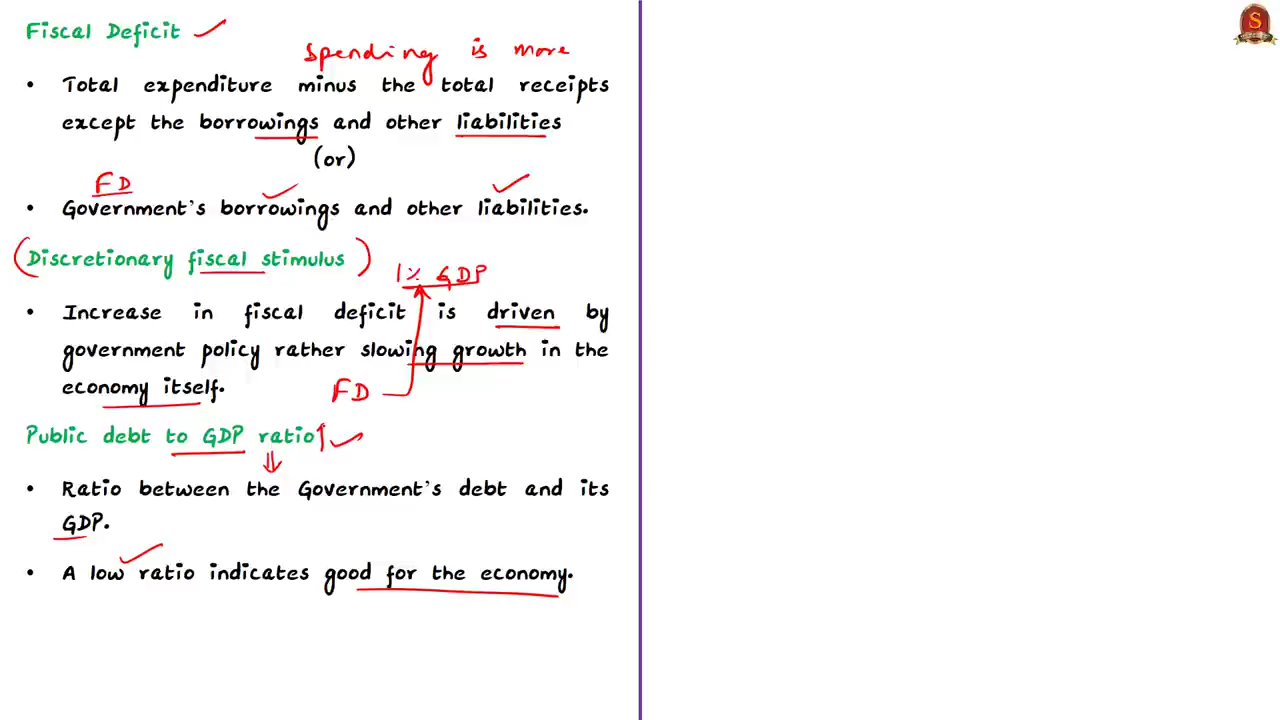 Fiscal Deficit
Spending is more
• Total expenditure minus the total receipts
except the borrowings and other liabilities
(or)
FD
• Government's borrowings and other liabilities.
(Discretionary fiscal stimulus)
1% GDP
• Increase in fiscal deficit is driven by
government policy rather slowing growth in the
economy itself.
FD
Public debt to GDP ratio
• Ratio between the Government's debt and its
GDP.
• A low ratio indicates good for the economy.
S